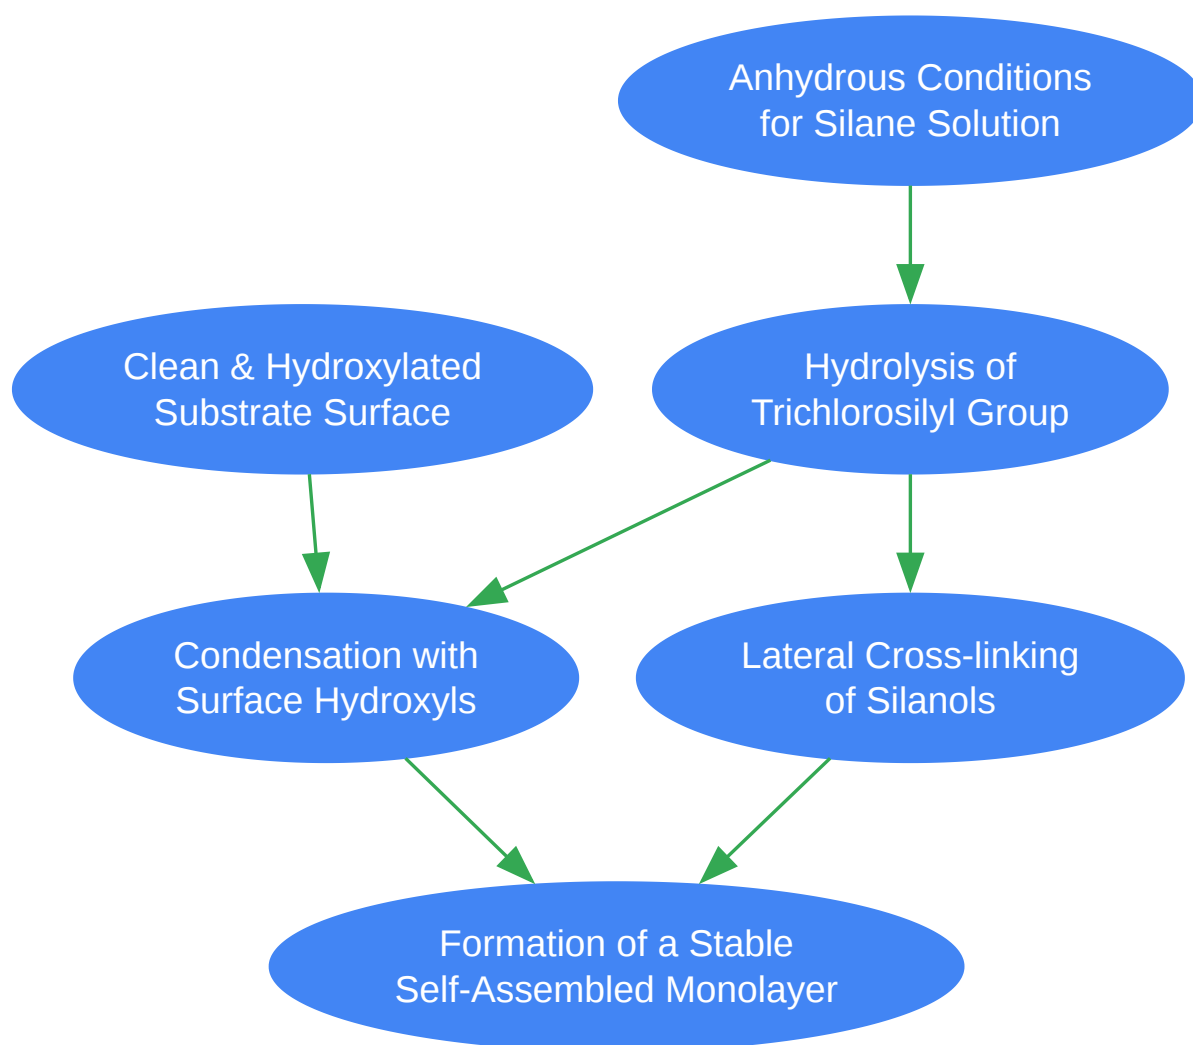 Anhydrous Conditions
for Silane Solution
Clean & Hydroxylated
Substrate Surface
Hydrolysis of
Trichlorosilyl Group
Condensation with
Surface Hydroxyls
Lateral Cross-linking
of Silanols
Formation of a Stable
Self-Assembled Monolayer